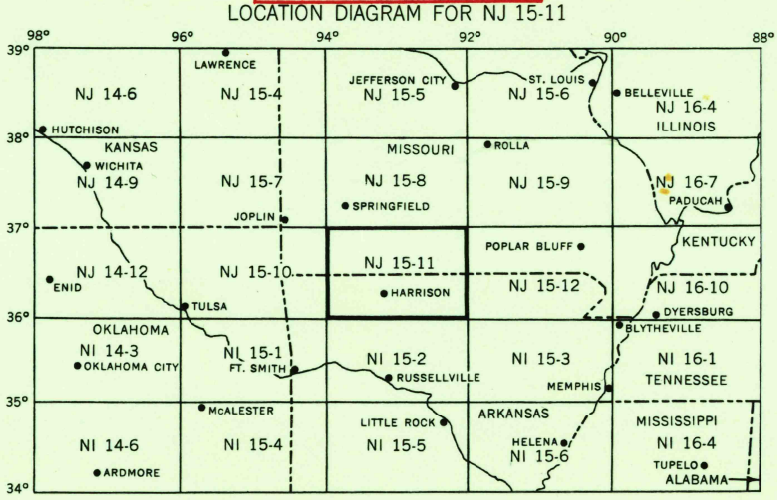 LOCATION DIAGRAM FOR NJ 15-11
98° 96° 94° 92° 90° 88°
39°
LAWRENCE
JEFFERSON CITY ST. LOUIS
BELLEVILLE
NJ 14-6 NJ 15-4 NJ 15-5 NJ 15-6
NJ 16-4
ILLINOIS
HUTCHISON
38°
KANSAS MISSOURI ROLLA
WICHITA
NJ 14-9 NJ 15-7 NJ 15-8 NJ 15-9 NJ 16-7
PADUCAH
SPRINGFIELD
JOPLIN
37°
POPLAR BLUFF KENTUCKY
NJ 15-11
NJ 14-12 NJ 15-10 NJ 15-12 NJ 16-10
ENID
HARRISON
TULSA DYERSBURG
36°
BLYTHEVILLE
OKLAHOMA
NI 14-3 NI 15-1 NI 15-2 NI 15-3 NI 16-1
OKLAHOMA CITY FT. SMITH RUSSELLVILLE
TENNESSEE
MEMPHIS
35°
McALESTER ARKANSAS MISSISSIPPI
LITTLE ROCK
NI 14-6 NI 15-4 NI 15-5 HELENA NI 16-4
NI 15-6
ARDMORE TUPELO
ALABAMA
34°